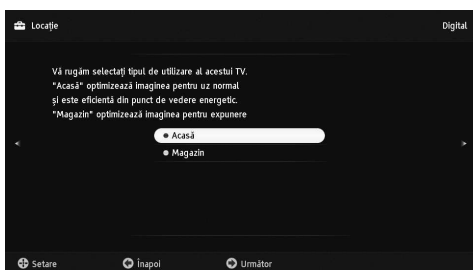 Locație
Digital
Vă rugăm selectați tipul de utilizare al acestui TV.
"Acasă" optimizează imaginea pentru uz normal
și este eficientă din punct de vedere energetic.
"Magazin" optimizează imaginea pentru expunere
Acasă
Magazin
Setare
Înapoi
Următor